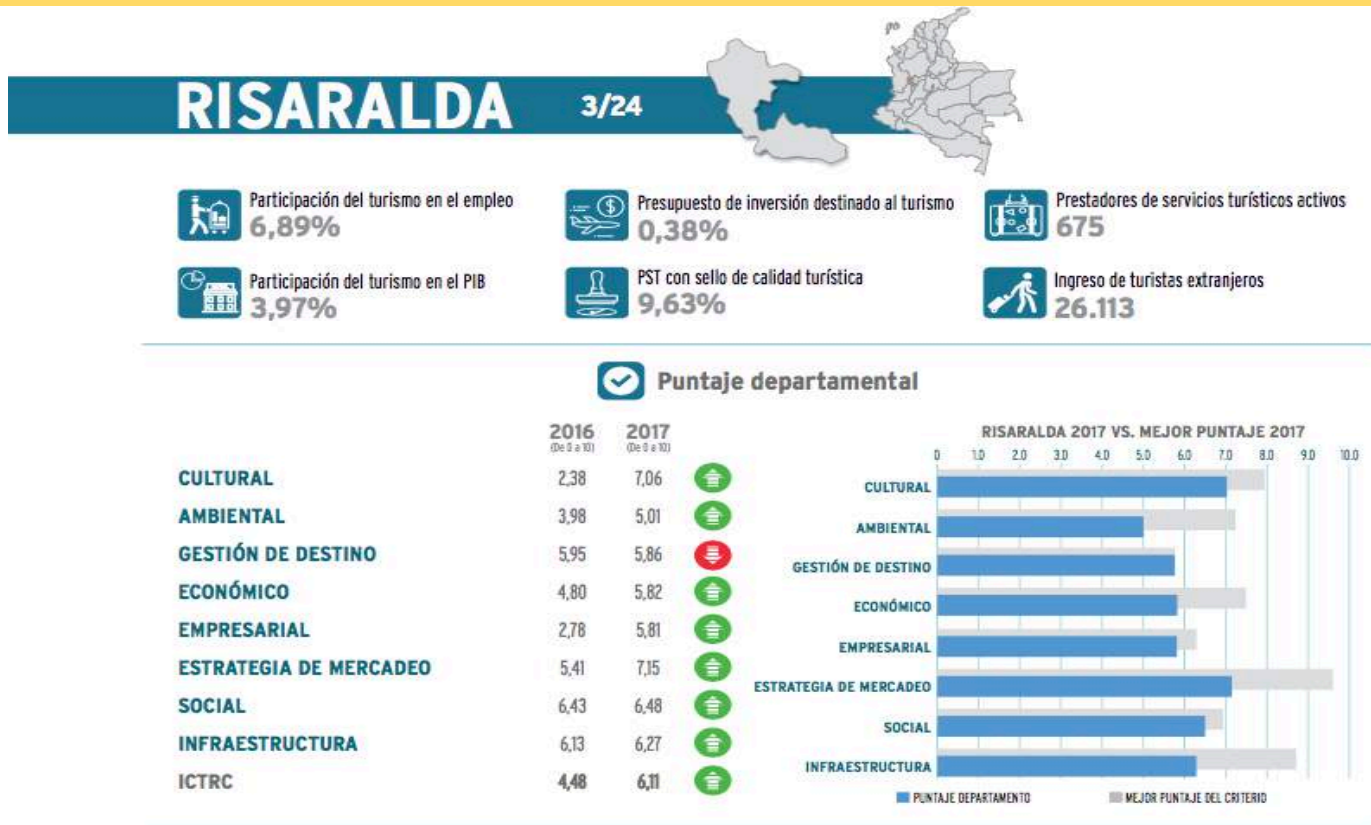 RISARALDA 3/24
Participación del turismo en el empleo
6,89%
Presupuesto de inversión destinado al turismo
0,38%
Prestadores de servicios turísticos activos
675
Participación del turismo en el PIB
3,97%
PST con sello de calidad turística
9,63%
Ingreso de turistas extranjeros
26.113
Puntaje departamental
2016 2017
(De 0 a 10) (De 0 a 10)
CULTURAL 2,38 7,06
AMBIENTAL 3,98 5,01
GESTIÓN DE DESTINO 5,95 5,86
ECONÓMICO 4,80 5,82
EMPRESARIAL 2,78 5,81
ESTRATEGIA DE MERCADEO 5,41 7,15
SOCIAL 6,43 6,48
INFRAESTRUCTURA 6,13 6,27
ICTRC 4,48 6,11
RISARALDA 2017 VS. MEJOR PUNTAJE 2017
0 1.0 2.0 3.0 4.0 5.0 6.0 7.0 8.0 9.0 10.0
CULTURAL
AMBIENTAL
GESTIÓN DE DESTINO
ECONÓMICO
EMPRESARIAL
ESTRATEGIA DE MERCADEO
SOCIAL
INFRAESTRUCTURA
PUNTAJE DEPARTAMENTO MEJOR PUNTAJE DEL CRITERIO